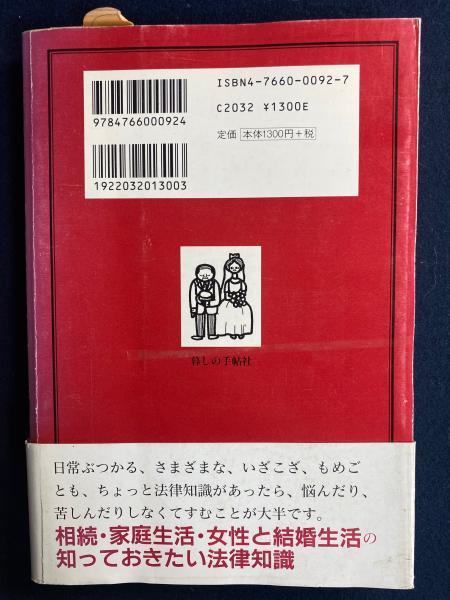 ISBN4-7660-0092-7
C2032 ¥1300E
定価 本体1300円+税
9784766000924
1922032013003
暮しの手帖社
日常ぶつかる、さまざまな、いざこざ、もめご
とも、ちょっと法律知識があったら、悩んだり、
苦しんだりしなくてすむことが大半です。
相続・家庭生活・女性と結婚生活の
知っておきたい法律知識